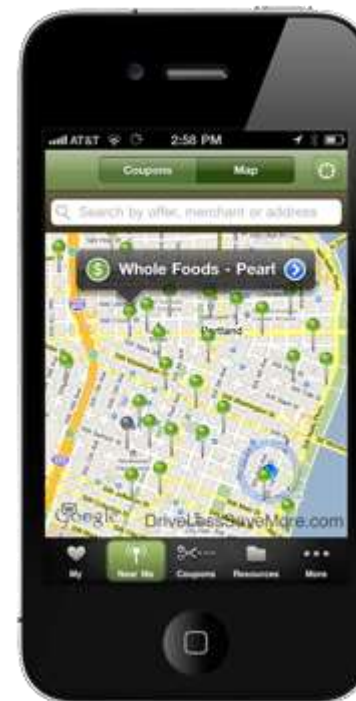 AT&T 2:58 PM
Coupons Map
Search by offer, merchant or address
Whole Foods - Pearl
Portland
Google DriveLessSaveMore.com
My Near Me Coupons Resources More